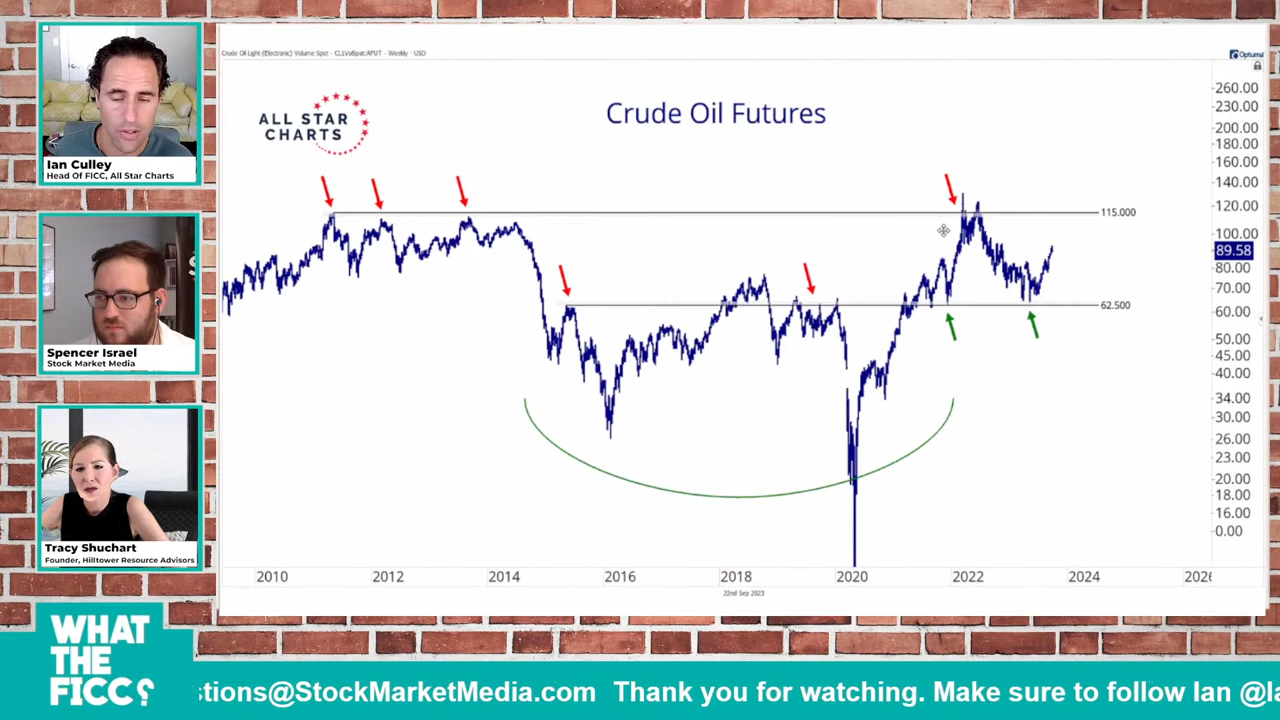 Ian Culley
Head Of FICC, All Star Charts
Spencer Israel
Stock Market Media
Tracy Shuchart
Founder, Hilltower Resource Advisors
WHAT
THE
FICC?
Crude Oil Light (Electronic) Volume Spot - CL1VolSpot:AFUT - Weekly - USD
Optuma
ALL STAR
CHARTS
Crude Oil Futures
115.000
62.500
260.00
230.00
200.00
180.00
160.00
140.00
120.00
100.00
89.58
80.00
70.00
60.00
50.00
45.00
40.00
34.00
30.00
26.00
23.00
20.00
18.00
16.00
0.00
2010 2012 2014 2016 2018 2020 2022 2024 2026
22nd Sep 2023
stions@StockMarketMedia.com Thank you for watching. Make sure to follow Ian @Ia